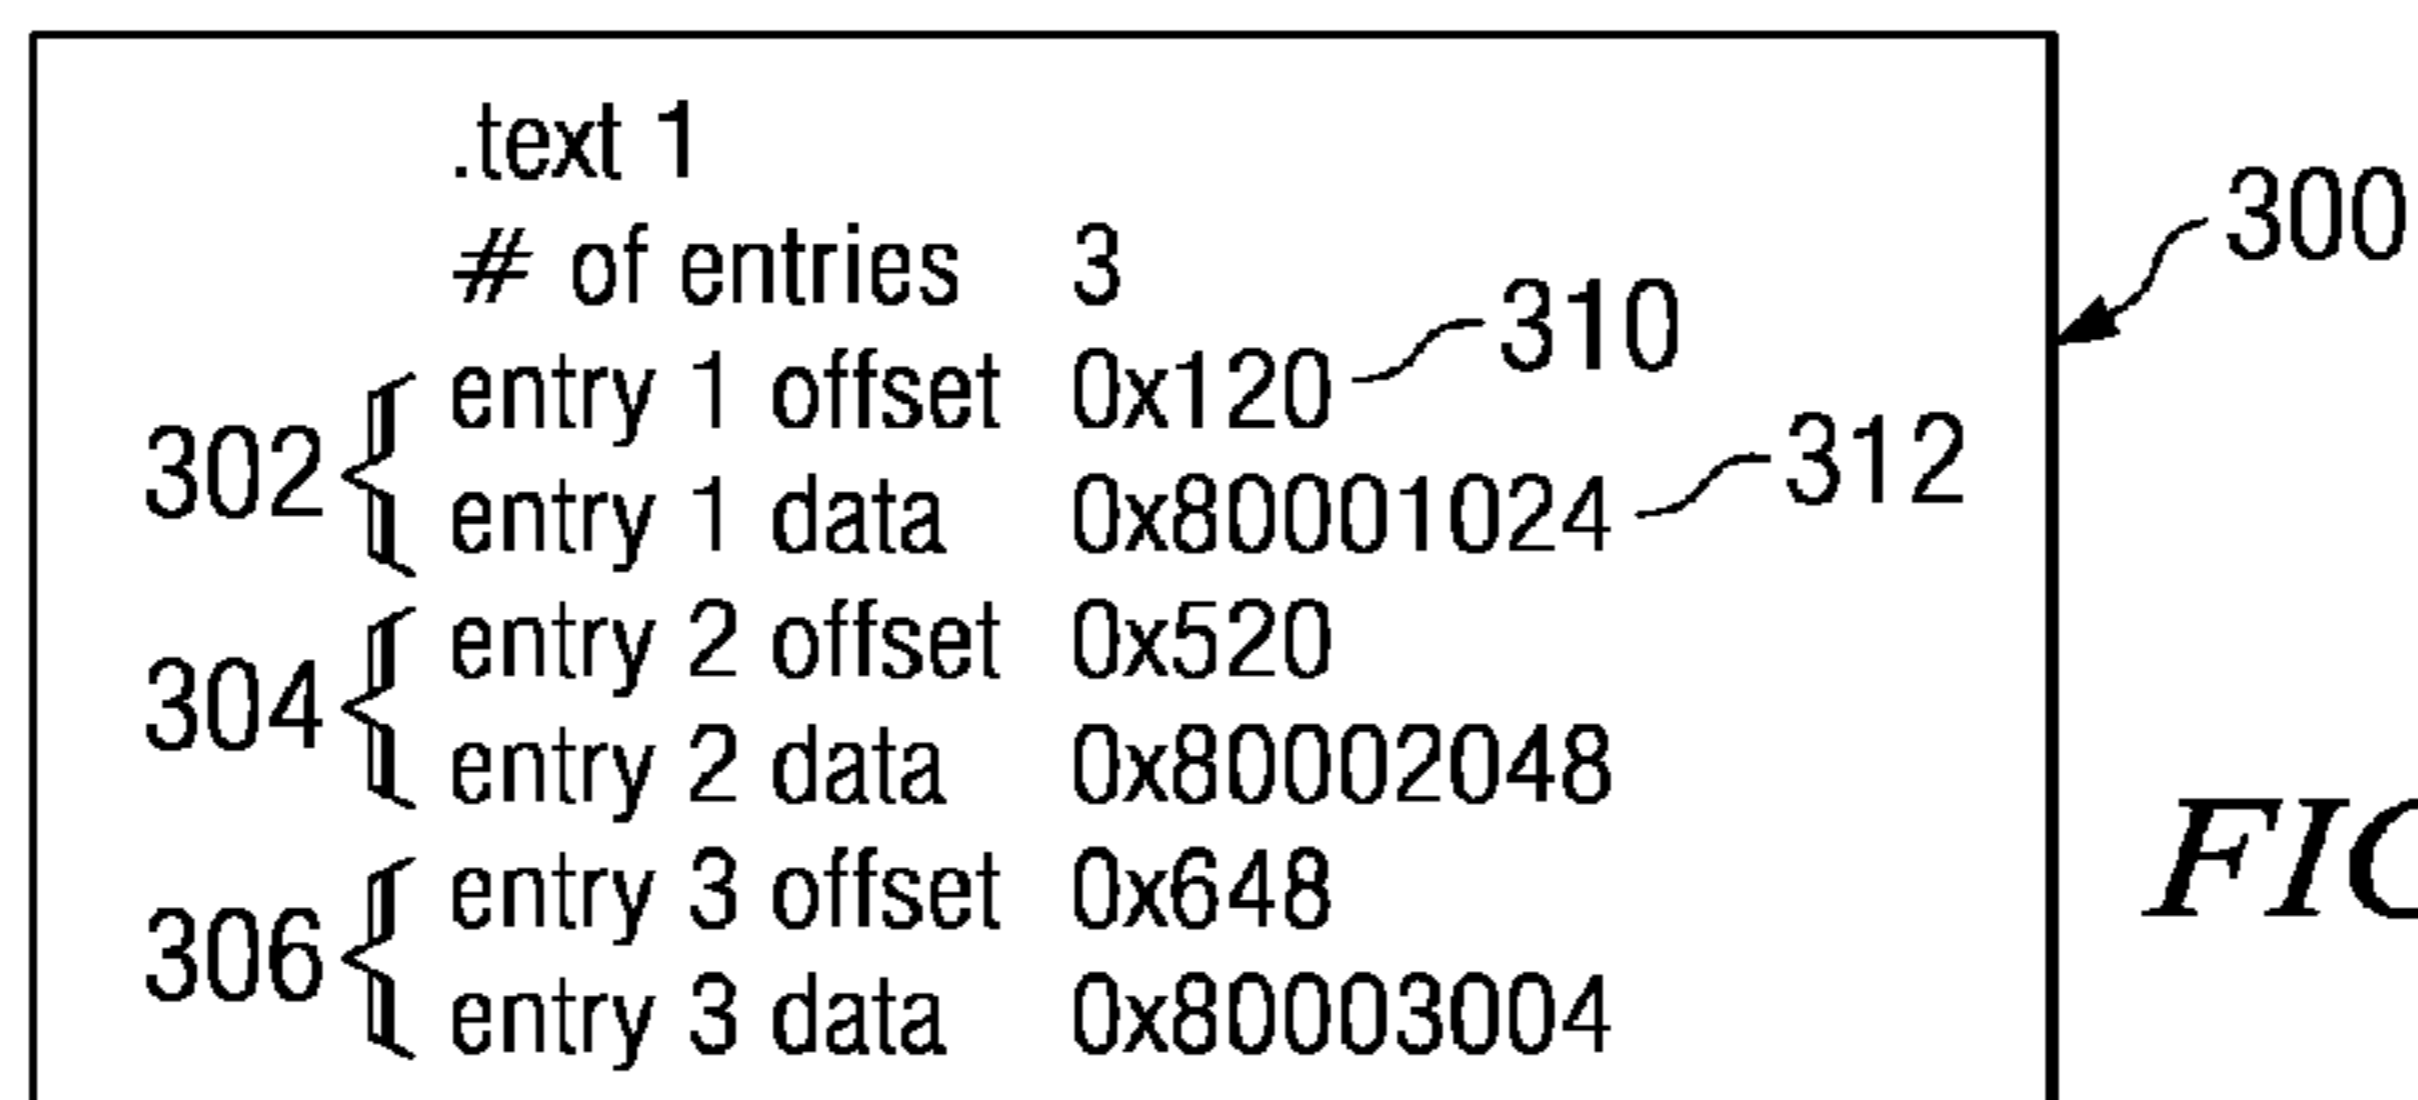 .text 1
# of entries 3
300
310
entry 1 offset 0x120
302
312
entry 1 data 0x80001024
entry 2 offset 0x520
304
entry 2 data 0x80002048
entry 3 offset 0x648
306
entry 3 data 0x80003004